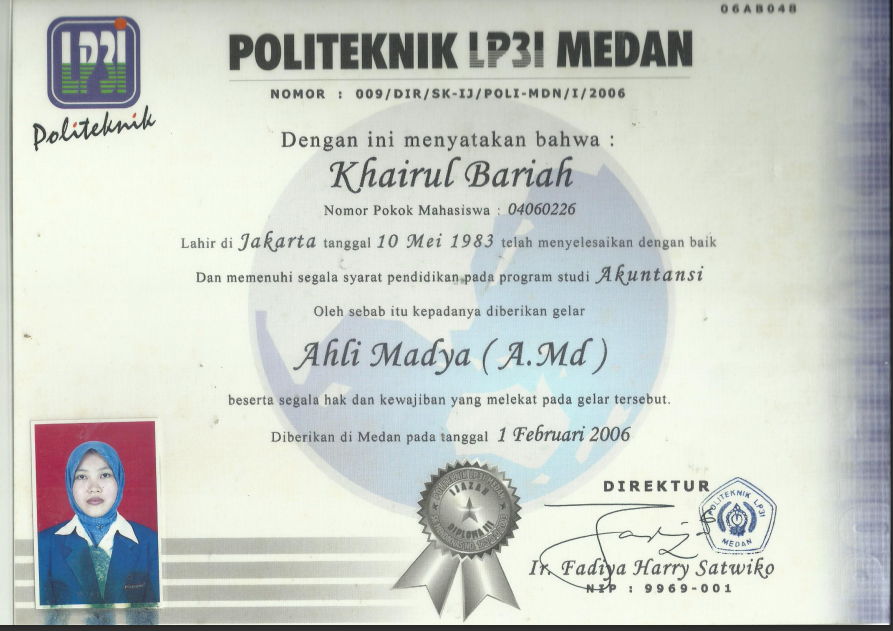 06AB048
LP3I
Politeknik
POLITEKNIK LP3I MEDAN
NOMOR : 009/DIR/SK-IJ/POLI-MDN/I/2006
Dengan ini menyatakan bahwa :
Khairul Bariah
Nomor Pokok Mahasiswa : 04060226
Lahir di Jakarta tanggal 10 Mei 1983 telah menyelesaikan dengan baik
Dan memenuhi segala syarat pendidikan pada program studi Akuntansi
Oleh sebab itu kepadanya diberikan gelar
Ahli Madya ( A.Md )
beserta segala hak dan kewajiban yang melekat pada gelar tersebut.
Diberikan di Medan pada tanggal 1 Februari 2006
IJAZAH
DIPLOMA III
DIREKTUR
POLITEKNIK LP3I
MEDAN
Ir. Fadiya Harry Satwiko
NIP : 9969-001